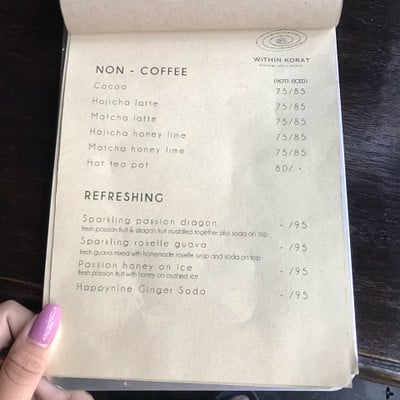 WITHIN KORAT
NON - COFFEE
(HOT) (ICED)
Cocoa 75/85
Hojicha latte 75/85
Matcha latte 75/85
Hojicha honey lime 75/85
Matcha honey lime 75/85
Hot tea pot 80/ -
REFRESHING
Sparkling passion dragon - /95
fresh passion fruit & dragon fruit muddled together plus soda on top
Sparkling roselle guava - /95
fresh guava mixed with homemade roselle syrup and soda on top
Passion honey on ice - /95
fresh passion fruit with honey on crushed ice
Happynine Ginger Soda - /95